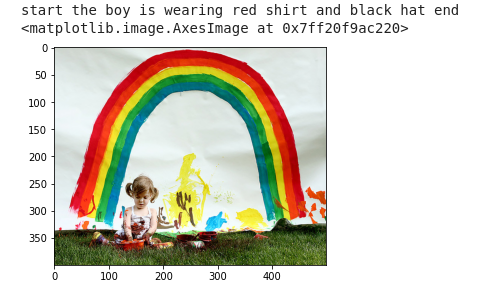 start the boy is wearing red shirt and black hat end
<matplotlib.image.AxesImage at 0x7ff20f9ac220>
0
50
100
150
200
250
300
350
0 100 200 300 400